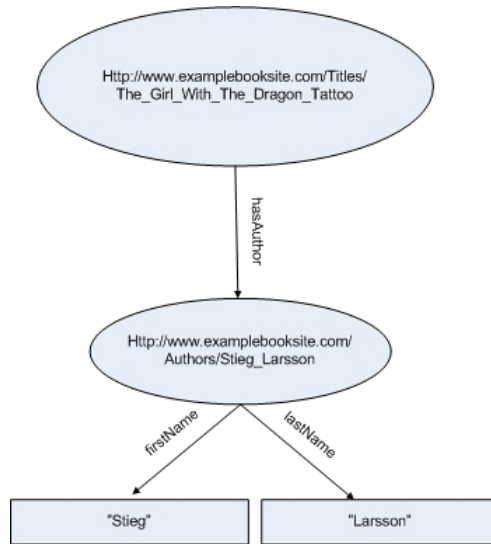 Http://www.examplebooksite.com/Titles/
The_Girl_With_The_Dragon_Tattoo
hasAuthor
Http://www.examplebooksite.com/
Authors/Stieg_Larsson
firstName
lastName
"Stieg"
"Larsson"